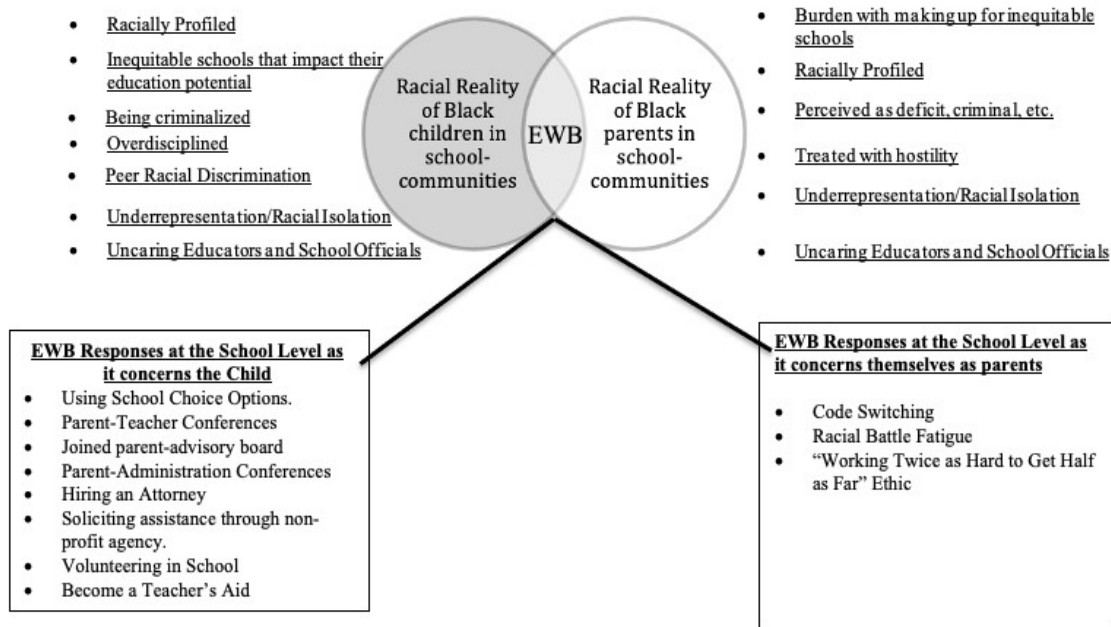 • Racially Profiled
• Inequitable schools that impact their
education potential
• Being criminalized
• Overdisciplined
• Peer Racial Discrimination
• Underrepresentation/Racial Isolation
• Uncaring Educators and School Officials
Racial Reality
of Black
children in
school-
communities
EWB
Racial Reality
of Black
parents in
school-
communities
• Burden with making up for inequitable
schools
• Racially Profiled
• Perceived as deficit, criminal, etc.
• Treated with hostility
• Underrepresentation/Racial Isolation
• Uncaring Educators and School Officials
EWB Responses at the School Level as
it concerns the Child
• Using School Choice Options.
• Parent-Teacher Conferences
• Joined parent-advisory board
• Parent-Administration Conferences
• Hiring an Attorney
• Soliciting assistance through non-
profit agency.
• Volunteering in School
• Become a Teacher’s Aid
EWB Responses at the School Level as
it concerns themselves as parents
• Code Switching
• Racial Battle Fatigue
• “Working Twice as Hard to Get Half
as Far” Ethic